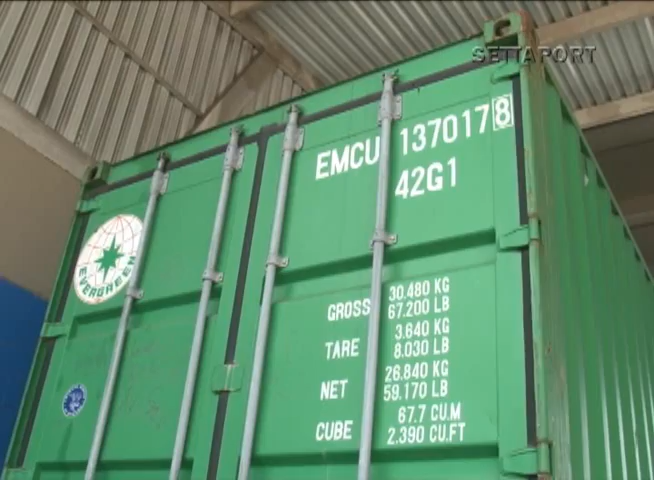 SETTAPORT
EMCU 1370178
42G1
EVERGREEN
GROSS 30.480 KG
67.200 LB
TARE 3.640 KG
8.030 LB
NET 26.840 KG
59.170 LB
CUBE 67.7 CU.M
2.390 CU.FT